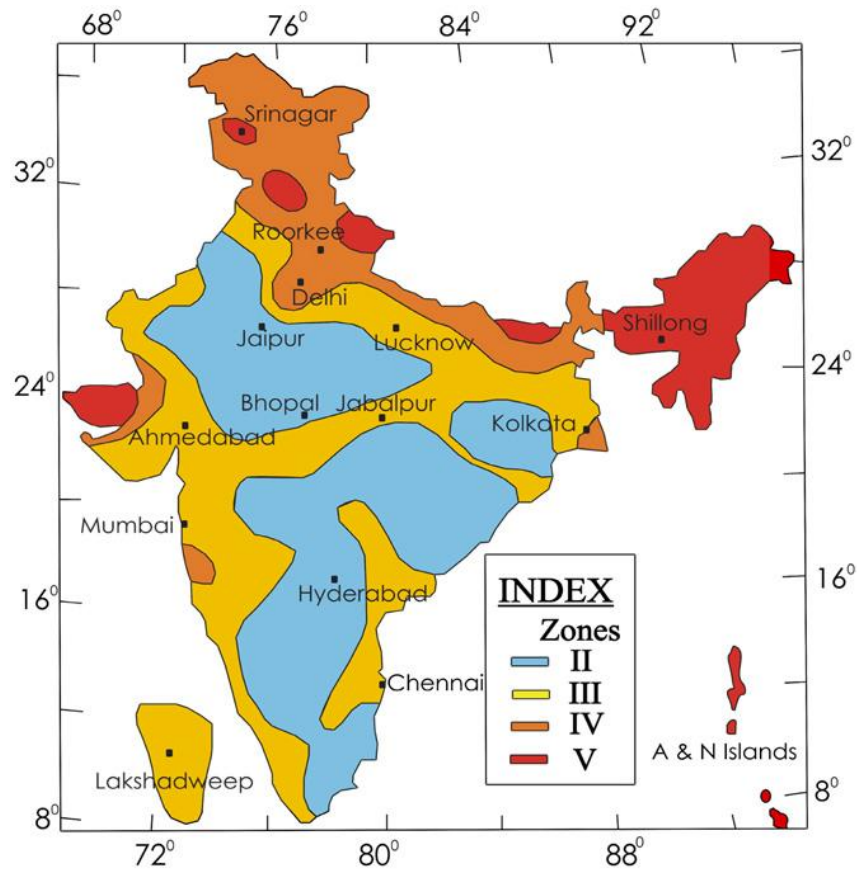 68⁰ 76⁰ 84⁰ 92⁰
Srinagar
32⁰ 32⁰
Roorkee
Delhi
Shillong
Jaipur Lucknow
24⁰ 24⁰
Bhopal Jabalpur
Kolkata
Ahmedabad
Mumbai
INDEX
Zones
II
III
IV
V
16⁰ 16⁰
Hyderabad
Chennai
A & N Islands
Lakshadweep
8⁰ 8⁰
72⁰ 80⁰ 88⁰